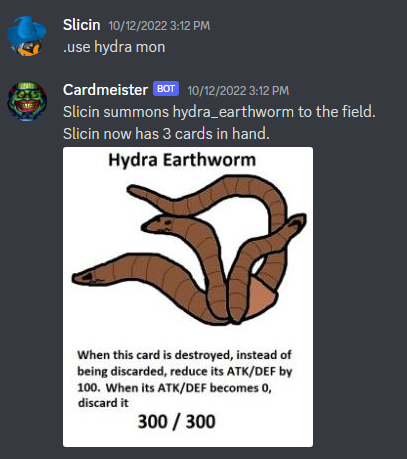 Slicin 10/12/2022 3:12 PM
.use hydra mon
Cardmeister BOT 10/12/2022 3:12 PM
Slicin summons hydra_earthworm to the field.
Slicin now has 3 cards in hand.
Hydra Earthworm
When this card is destroyed, instead of
being discarded, reduce its ATK/DEF by
100. When its ATK/DEF becomes 0,
discard it
300 / 300